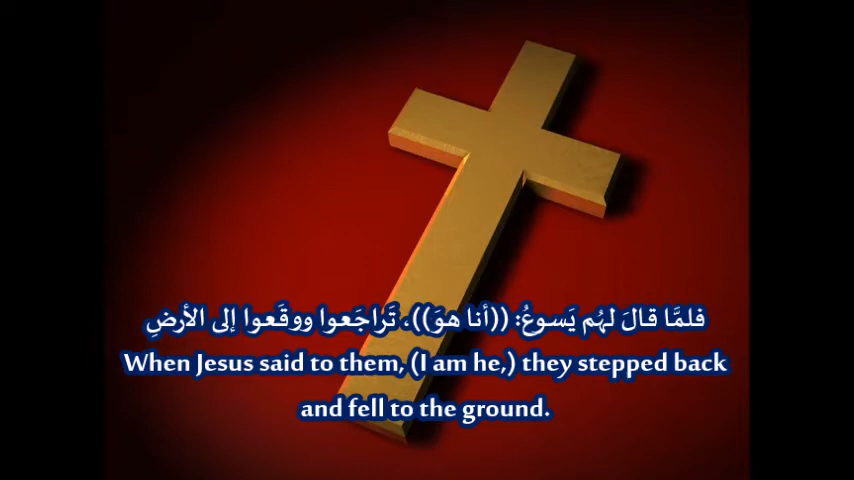 فلمَّا قالَ لهُم يَسوعُ: ((أنا هوَ))، تَراجَعوا ووقَعوا إلى الأرضِ
When Jesus said to them, (I am he,) they stepped back
and fell to the ground.